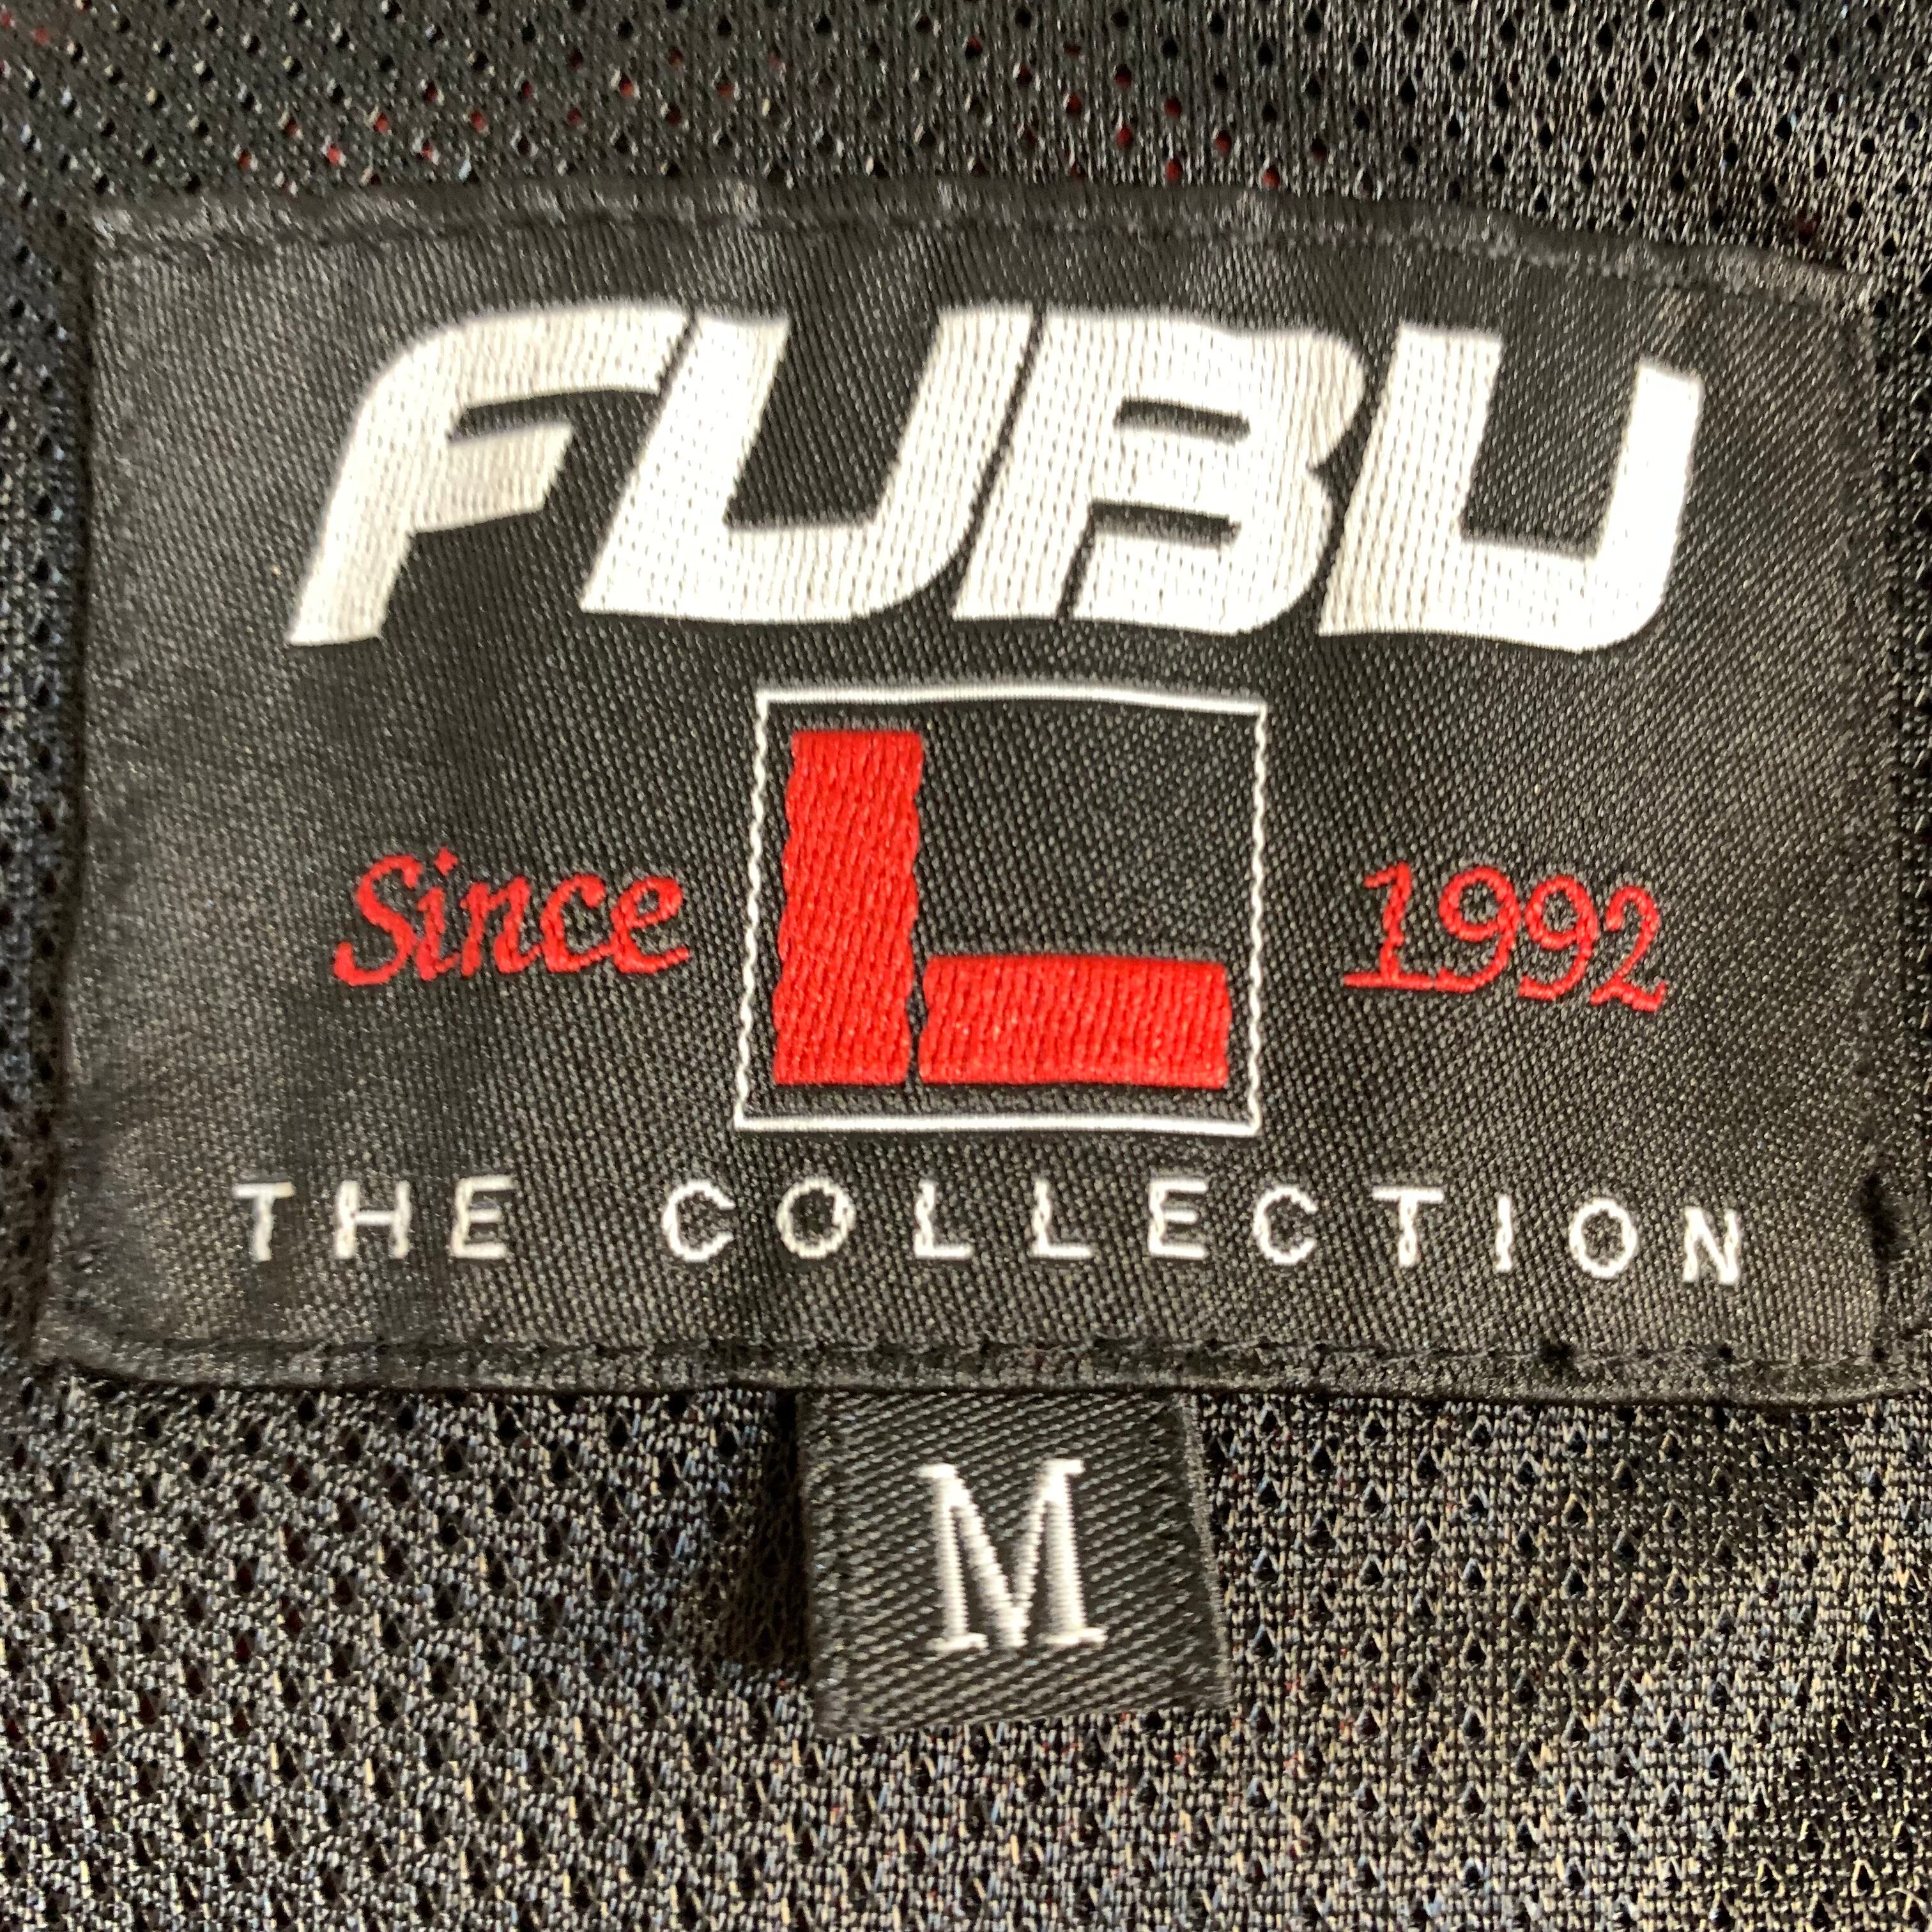 FUBU
Since 1992
THE COLLECTION
M